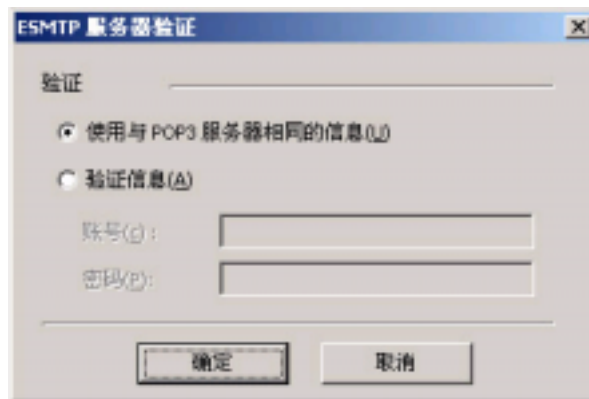 ESMTP 服务器验证
验证
使用与 POP3 服务器相同的信息(U)
验证信息(A)
账号(C):
密码(P):
确定 取消